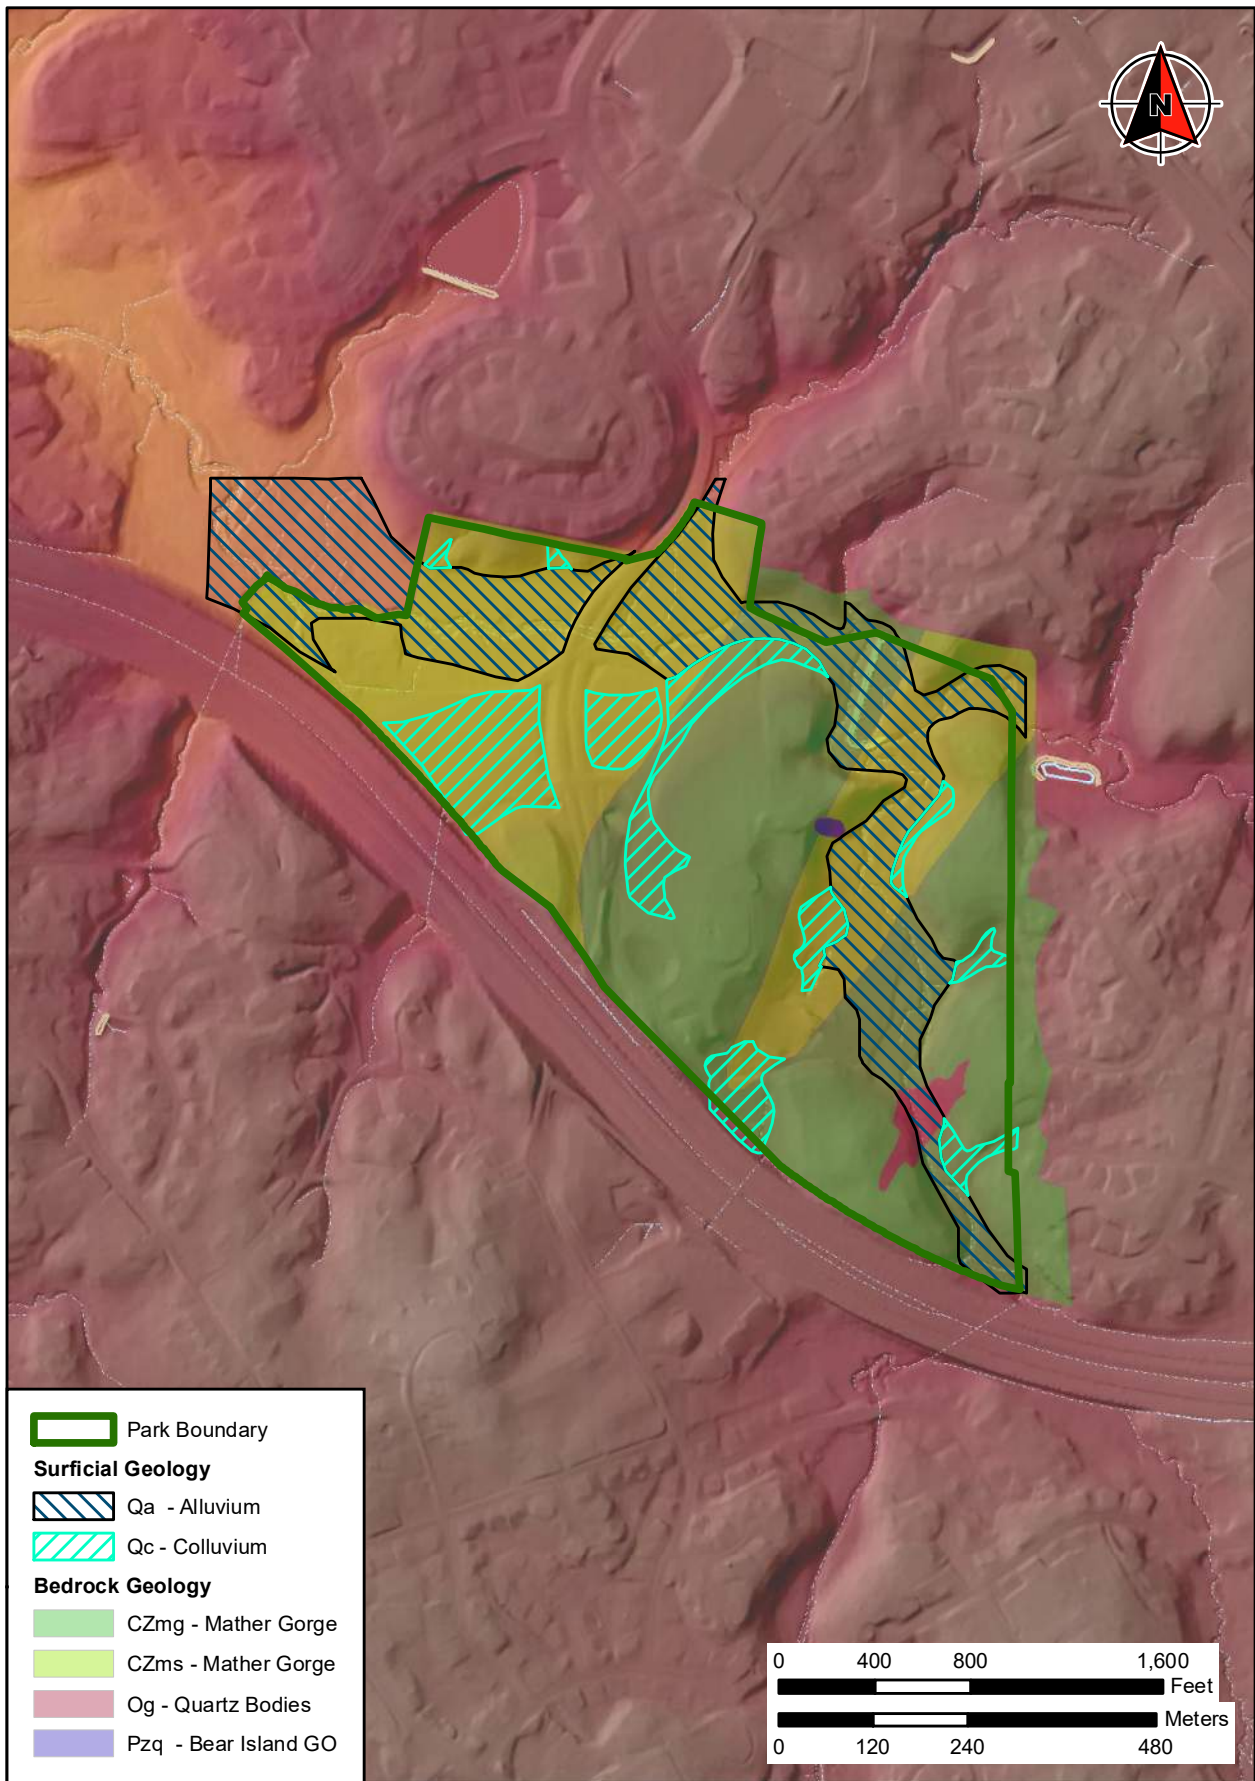 N
Park Boundary
Surficial Geology
Qa - Alluvium
Qc - Colluvium
Bedrock Geology
CZmg - Mather Gorge
CZms - Mather Gorge
Og - Quartz Bodies
Pzq - Bear Island GO
0 400 800 1,600
Feet
Meters
0 120 240 480